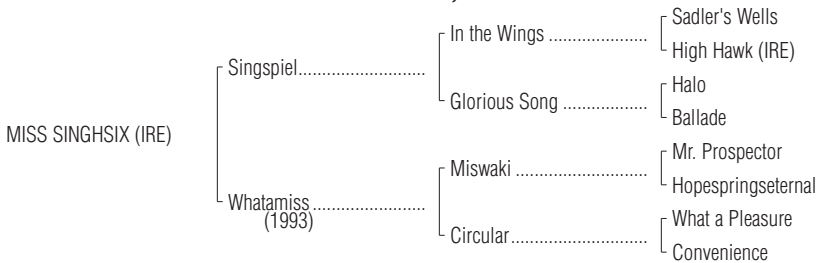 Sadler's Wells
In the Wings ....................
High Hawk (IRE)
Singspiel..........................
Halo
Glorious Song ..................
Ballade
MISS SINGHSIX (IRE)
Mr. Prospector
Miswaki ............................
Hopespringseternal
Whatamiss .......................
(1993)
What a Pleasure
Circular.............................
Convenience